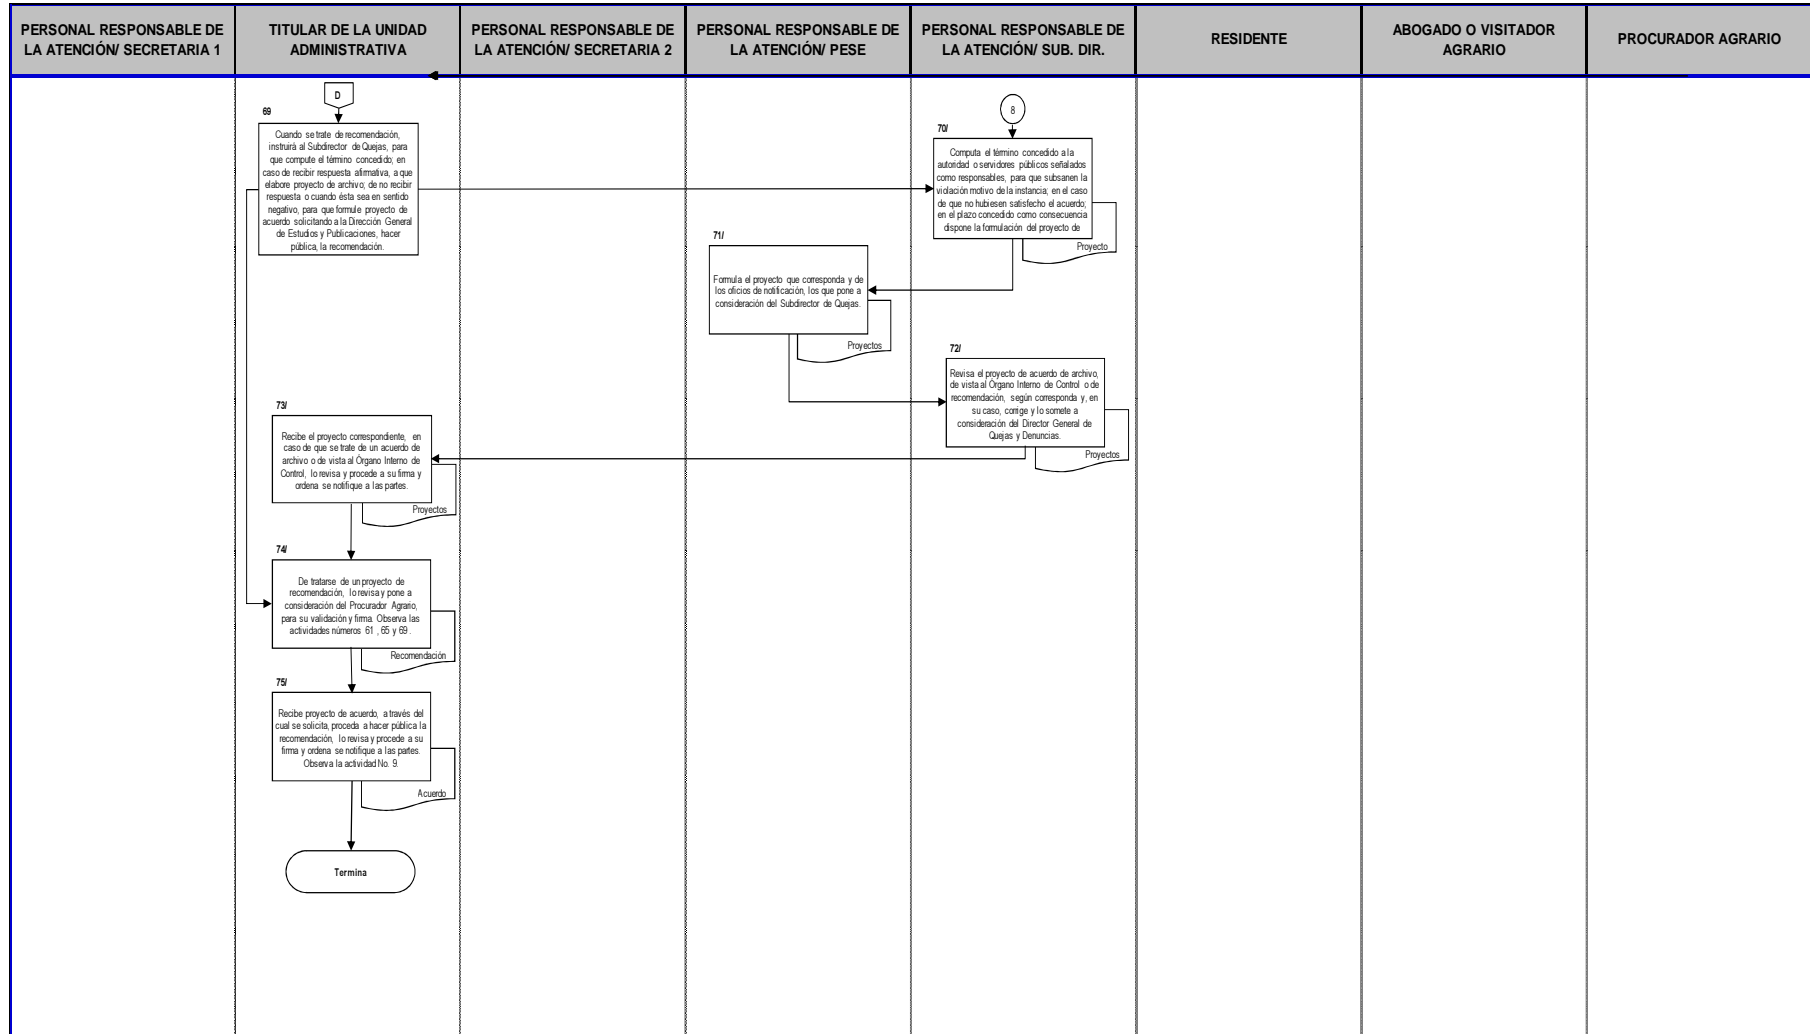 PERSONAL RESPONSABLE DE
LA ATENCIÓN/ SECRETARIA 1
TITULAR DE LA UNIDAD
ADMINISTRATIVA
PERSONAL RESPONSABLE DE
LA ATENCIÓN/ SECRETARIA 2
PERSONAL RESPONSABLE DE
LA ATENCIÓN/ PESE
PERSONAL RESPONSABLE DE
LA ATENCIÓN/ SUB. DIR.
RESIDENTE
ABOGADO O VISITADOR
AGRARIO
PROCURADOR AGRARIO
D
69
Cuando se trate de recomendación,
instruirá al Subdirector de Quejas, para
que compute el término concedido; en
caso de recibir respuesta afirmativa, a que
elabore proyecto de archivo; de no recibir
respuesta o cuando ésta sea en sentido
negativo, para que formule proyecto de
acuerdo solicitando a la Dirección General
de Estudios y Publicaciones, hacer
pública, la recomendación.
8
70/
Computa el término concedido a la
autoridad o servidores públicos señalados
como responsables, para que subsanen la
violación motivo de la instancia; en el caso
de que no hubiesen satisfecho el acuerdo;
en el plazo concedido como consecuencia
dispone la formulación del proyecto de
Proyecto
71/
Formula el proyecto que corresponda y de
los oficios de notificación, los que pone a
consideración del Subdirector de Quejas.
Proyectos
72/
Revisa el proyecto de acuerdo de archivo,
de vista al Órgano Interno de Control o de
recomendación, según corresponda y, en
su caso, corrige y lo somete a
consideración del Director General de
Quejas y Denuncias.
Proyectos
73/
Recibe el proyecto correspondiente, en
caso de que se trate de un acuerdo de
archivo o de vista al Órgano Interno de
Control, lo revisa y procede a su firma y
ordena se notifique a las partes.
Proyectos
74/
De tratarse de un proyecto de
recomendación, lo revisa y pone a
consideración del Procurador Agrario,
para su validación y firma. Observa las
actividades números 61 , 65 y 69 .
Recomendación
75/
Recibe proyecto de acuerdo, a través del
cual se solicita, proceda a hacer pública la
recomendación, lo revisa y procede a su
firma y ordena se notifique a las partes.
Observa la actividad No. 9.
Acuerdo
Termina